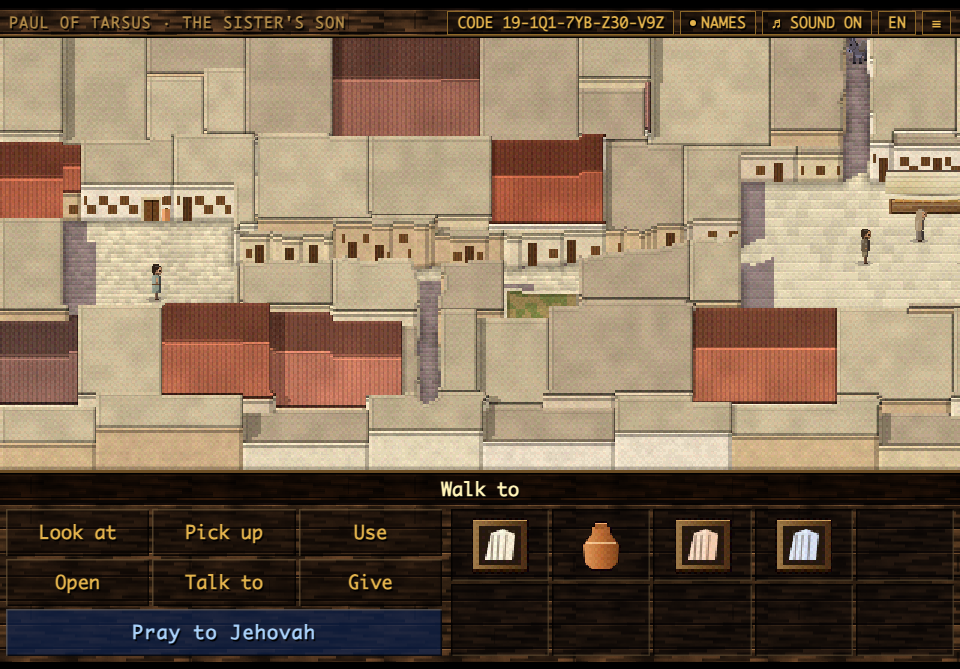 PAUL OF TARSUS · THE SISTER'S SON
CODE 19-1Q1-7YB-Z30-V9Z
• NAMES
♬ SOUND ON
EN
≡
Walk to
Look at
Pick up
Use
Open
Talk to
Give
Pray to Jehovah